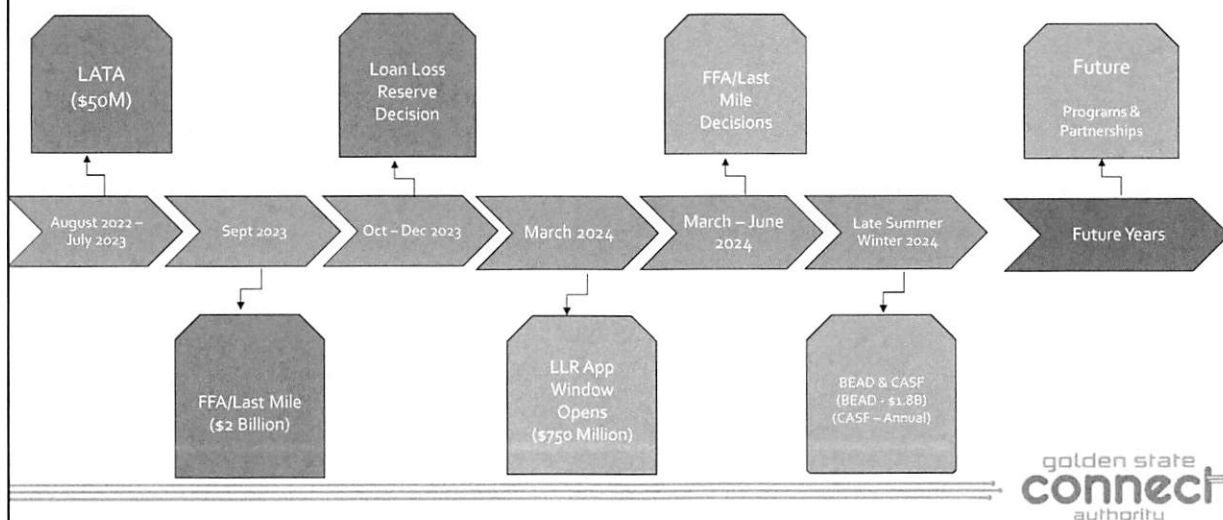 LATA
($50M)
Loan Loss
Reserve
Decision
FFA/Last
Mile
Decisions
Future
Programs &
Partnerships
August 2022 –
July 2023
Sept 2023
Oct – Dec 2023
March 2024
March – June
2024
Late Summer
Winter 2024
Future Years
FFA/Last Mile
($2 Billion)
LLR App
Window
Opens
($750 Million)
BEAD & CASF
(BEAD - $1.8B)
(CASF – Annual)
golden state
connect
authority